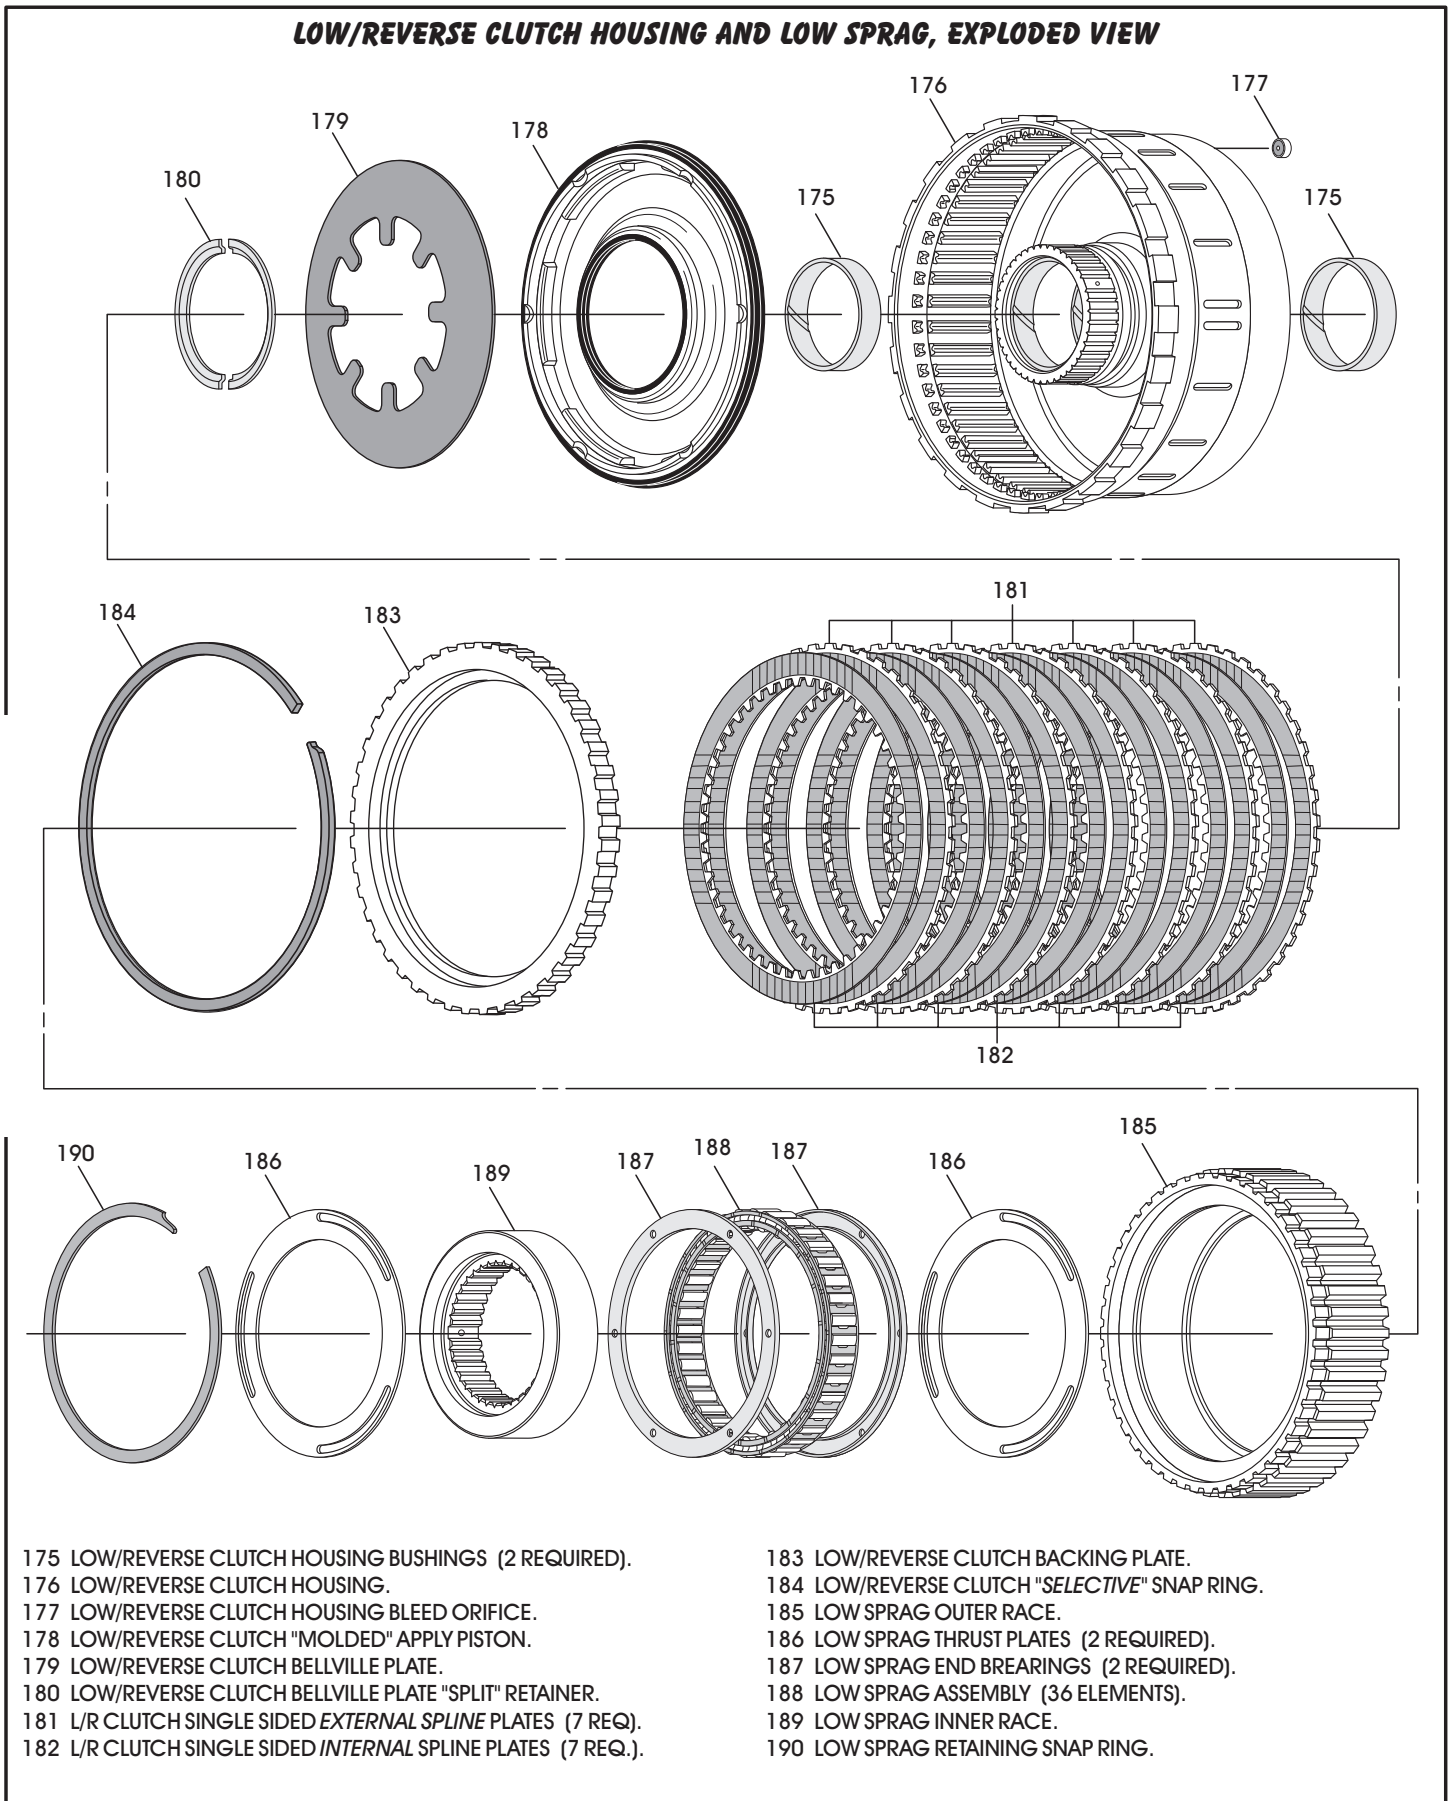 LOW/REVERSE CLUTCH HOUSING AND LOW SPRAG, EXPLODED VIEW
176
177
179
178
180
175
175
181
184
183
182
185
190
186
189
187
188
187
186
175 LOW/REVERSE CLUTCH HOUSING BUSHINGS (2 REQUIRED).
176 LOW/REVERSE CLUTCH HOUSING.
177 LOW/REVERSE CLUTCH HOUSING BLEED ORIFICE.
178 LOW/REVERSE CLUTCH "MOLDED" APPLY PISTON.
179 LOW/REVERSE CLUTCH BELLVILLE PLATE.
180 LOW/REVERSE CLUTCH BELLVILLE PLATE "SPLIT" RETAINER.
181 L/R CLUTCH SINGLE SIDED EXTERNAL SPLINE PLATES (7 REQ).
182 L/R CLUTCH SINGLE SIDED INTERNAL SPLINE PLATES (7 REQ.).
183 LOW/REVERSE CLUTCH BACKING PLATE.
184 LOW/REVERSE CLUTCH "SELECTIVE" SNAP RING.
185 LOW SPRAG OUTER RACE.
186 LOW SPRAG THRUST PLATES (2 REQUIRED).
187 LOW SPRAG END BREARINGS (2 REQUIRED).
188 LOW SPRAG ASSEMBLY (36 ELEMENTS).
189 LOW SPRAG INNER RACE.
190 LOW SPRAG RETAINING SNAP RING.